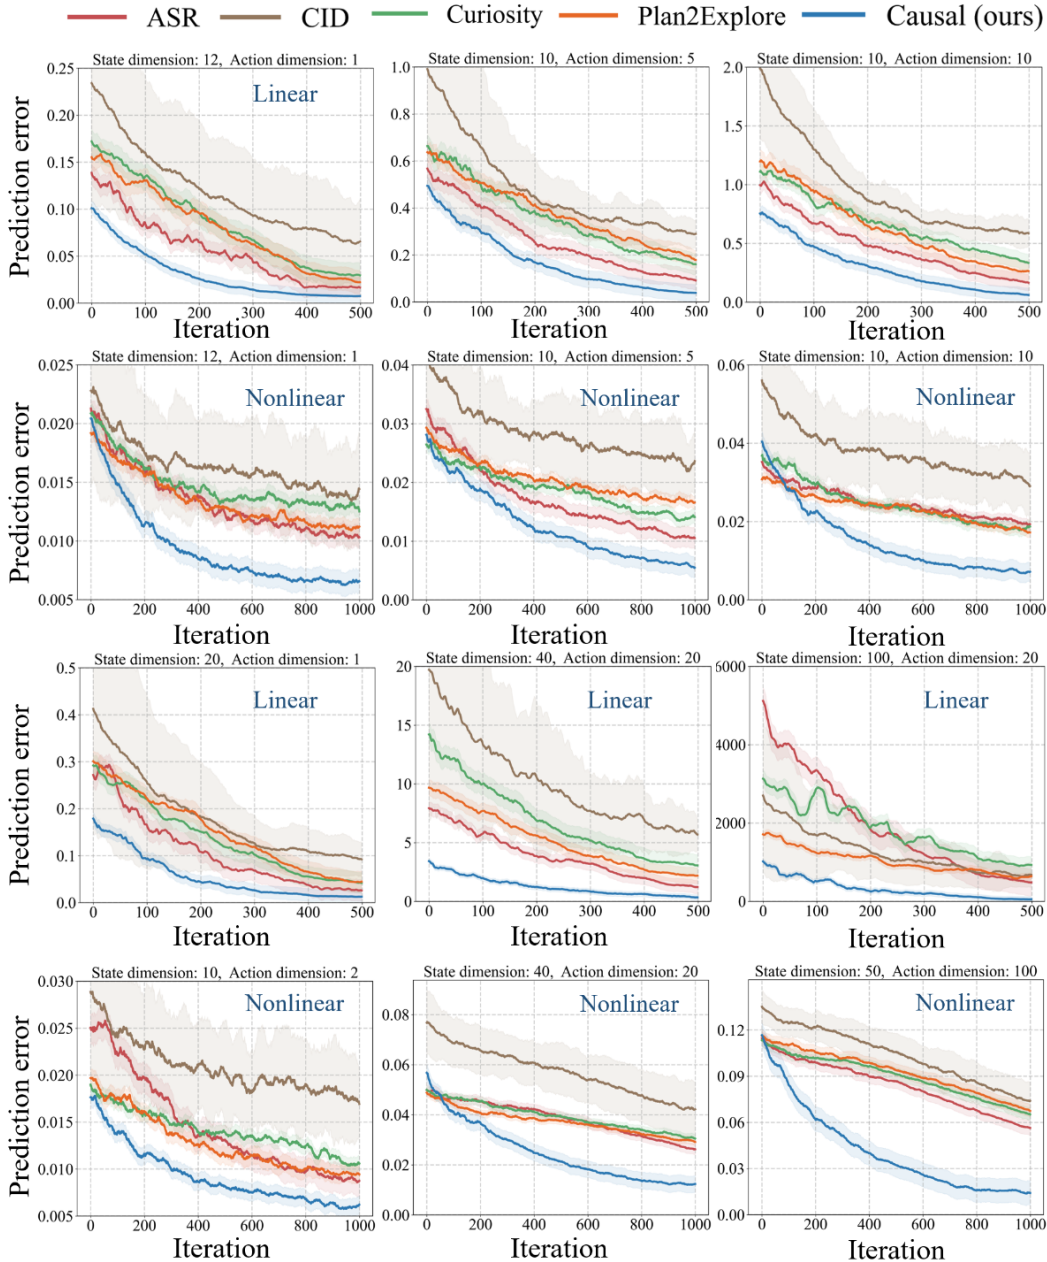 ASR CID Curiosity Plan2Explore Causal (ours)
State dimension: 12, Action dimension: 1 State dimension: 10, Action dimension: 5 State dimension: 10, Action dimension: 10
Linear
Prediction error
0.25 0.20 0.15 0.10 0.05 0.00
0 100 200 300 400 500
1.0 0.8 0.6 0.4 0.2 0.0
0 100 200 300 400 500
2.0 1.5 1.0 0.5 0.0
0 100 200 300 400 500
Iteration Iteration Iteration
State dimension: 12, Action dimension: 1 State dimension: 10, Action dimension: 5 State dimension: 10, Action dimension: 10
Nonlinear Nonlinear Nonlinear
Prediction error
0.025 0.020 0.015 0.010 0.005
0 200 400 600 800 1000
0.04 0.03 0.02 0.01 0.00
0 200 400 600 800 1000
0.06 0.04 0.02 0.00
0 200 400 600 800 1000
Iteration Iteration Iteration
State dimension: 20, Action dimension: 1 State dimension: 40, Action dimension: 20 State dimension: 100, Action dimension: 20
Linear Linear Linear
Prediction error
0.5 0.4 0.3 0.2 0.1 0.0
0 100 200 300 400 500
20 15 10 5 0
0 100 200 300 400 500
6000 4000 2000 0
0 100 200 300 400 500
Iteration Iteration Iteration
State dimension: 10, Action dimension: 2 State dimension: 40, Action dimension: 20 State dimension: 50, Action dimension: 100
Nonlinear Nonlinear Nonlinear
Prediction error
0.030 0.025 0.020 0.015 0.010 0.005
0 200 400 600 800 1000
0.08 0.06 0.04 0.02 0.00
0 200 400 600 800 1000
0.12 0.09 0.06 0.03 0.00
0 200 400 600 800 1000
Iteration Iteration Iteration